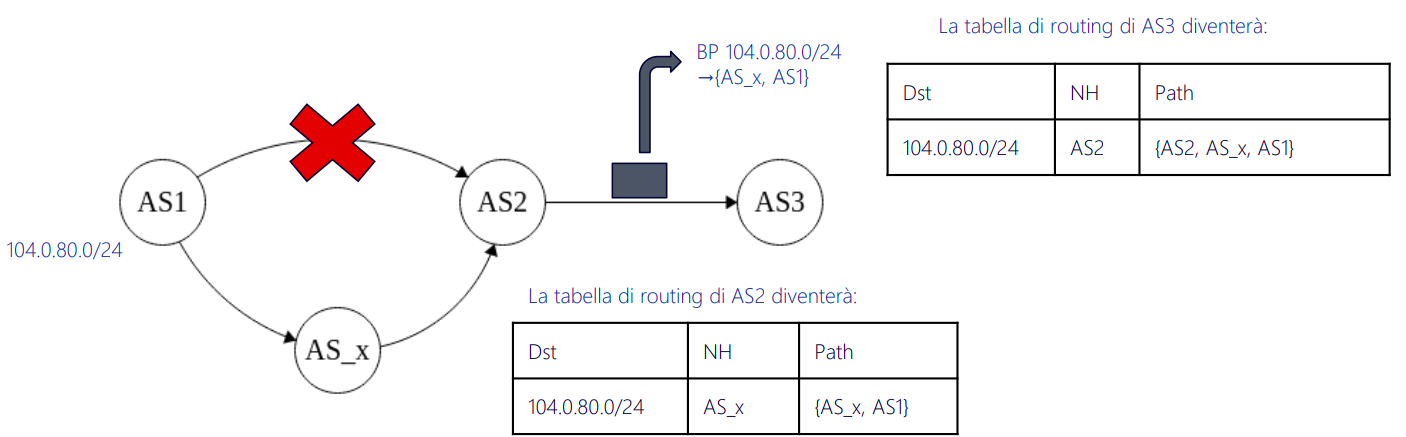 La tabella di routing di AS3 diventerà:
BP 104.0.80.0/24
→{AS_x, AS1}
Dst NH Path
104.0.80.0/24 AS2 {AS2, AS_x, AS1}
AS1 AS2 AS3
104.0.80.0/24
AS_x
La tabella di routing di AS2 diventerà:
Dst NH Path
104.0.80.0/24 AS_x {AS_x, AS1}